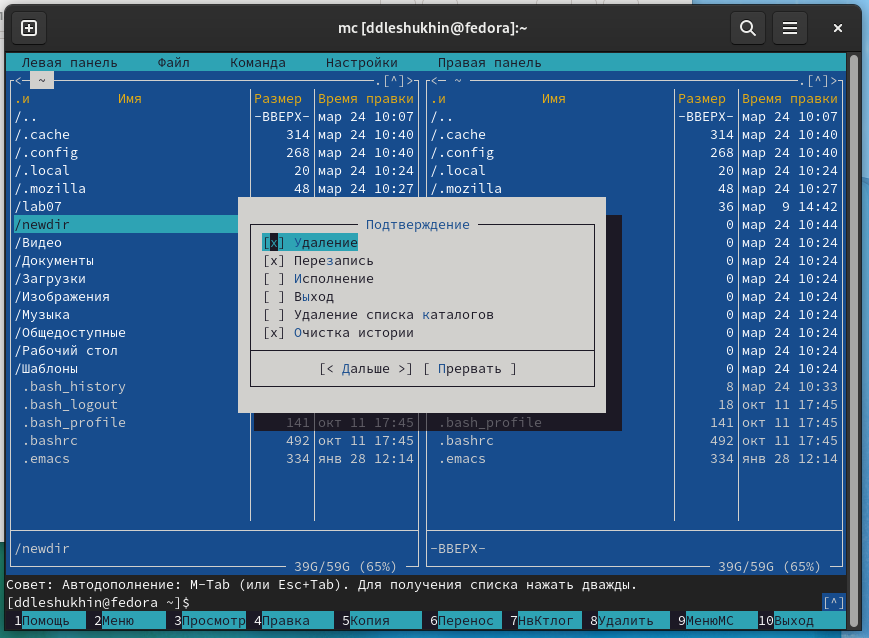 mc [ddleshukhin@fedora]:~
Левая панель Файл Команда Настройки Правая панель
<─ ~ .[^]> <─ ~ .[^]>
.и Имя Размер Время правки .и Имя Размер Время правки
/.. -ВВЕРХ- мар 24 10:07 /.. -ВВЕРХ- мар 24 10:07
/.cache 314 мар 24 10:40 /.cache 314 мар 24 10:40
/.config 268 мар 24 10:40 /.config 268 мар 24 10:40
/.local 20 мар 24 10:24 /.local 20 мар 24 10:24
/.mozilla 48 мар 24 10:27 /.mozilla 48 мар 24 10:27
/lab07 36 мар 9 14:42
/newdir Подтверждение 0 мар 24 10:44
/Видео [x] Удаление 0 мар 24 10:24
/Документы [x] Перезапись 0 мар 24 10:24
/Загрузки [ ] Исполнение 0 мар 24 10:24
/Изображения [ ] Выход 0 мар 24 10:24
/Музыка [ ] Удаление списка каталогов 0 мар 24 10:24
/Общедоступные [x] Очистка истории 0 мар 24 10:24
/Рабочий стол 0 мар 24 10:24
/Шаблоны [< Дальше >] [ Прервать ] 0 мар 24 10:24
.bash_history 8 мар 24 10:33
.bash_logout 18 окт 11 17:45
.bash_profile 141 окт 11 17:45 .bash_profile 141 окт 11 17:45
.bashrc 492 окт 11 17:45 .bashrc 492 окт 11 17:45
.emacs 334 янв 28 12:14 .emacs 334 янв 28 12:14
/newdir -ВВЕРХ-
39G/59G (65%) 39G/59G (65%)
Совет: Автодополнение: M-Tab (или Esc+Tab). Для получения списка нажать дважды.
[ddleshukhin@fedora ~]$ [^]
1Помощь 2Меню 3Просмотр 4Правка 5Копия 6Перенос 7НвКтлог 8Удалить 9МенюMC 10Выход